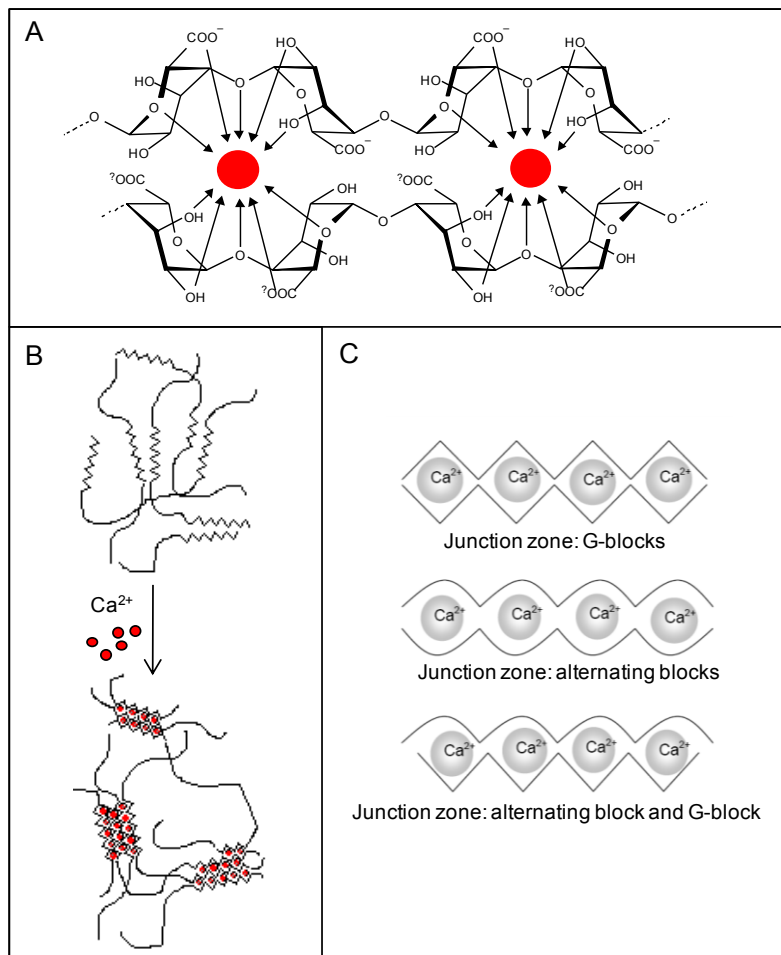 A
COO⁻ HO COO⁻ HO
HO O HO O
O O O O
O HO O HO
HO COO⁻ HO COO⁻
?OOC OH ?OOC OH
OH O OH O
O O O O
O OH O OH
OH ?OOC OH ?OOC
B
Ca²⁺
C
Ca²⁺ Ca²⁺ Ca²⁺ Ca²⁺
Junction zone: G-blocks
Ca²⁺ Ca²⁺ Ca²⁺ Ca²⁺
Junction zone: alternating blocks
Ca²⁺ Ca²⁺ Ca²⁺ Ca²⁺
Junction zone: alternating block and G-block